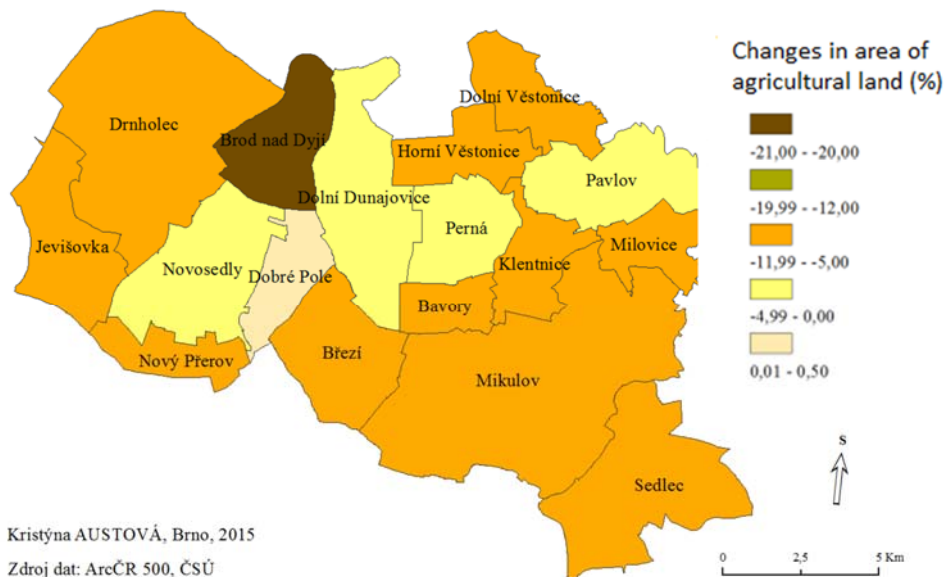 Changes in area of
agricultural land (%)
-21,00 - -20,00
-19,99 - -12,00
-11,99 - -5,00
-4,99 - 0,00
0,01 - 0,50
Dolní Věstonice
Drnholec
Brod nad Dyjí
Horní Věstonice
Pavlov
Dolní Dunajovice
Perná
Jevišovka
Milovice
Klentnice
Novosedly
Dobré Pole
Bavory
Nový Přerov
Březí
Mikulov
Sedlec
S
Kristýna AUSTOVÁ, Brno, 2015
Zdroj dat: ArcČR 500, ČSÚ
0 2,5 5 Km